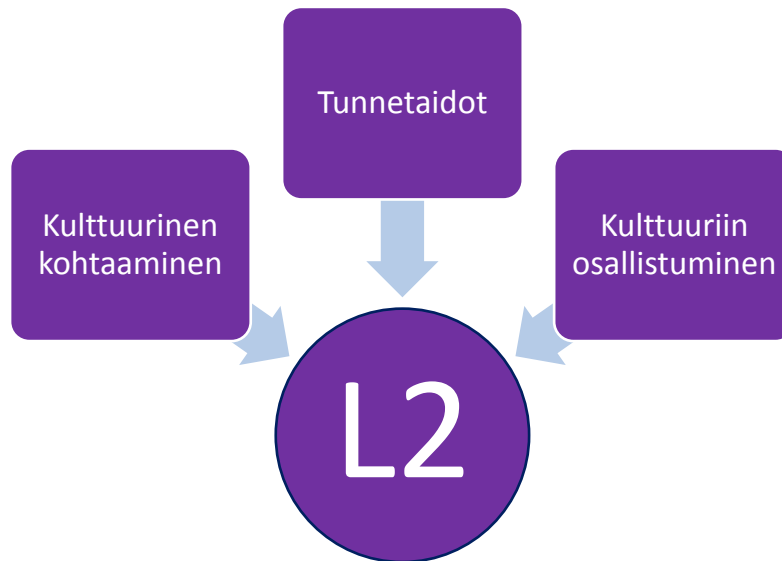 Tunnetaidot
Kulttuurinen
kohtaaminen
Kulttuuriin
osallistuminen
L2